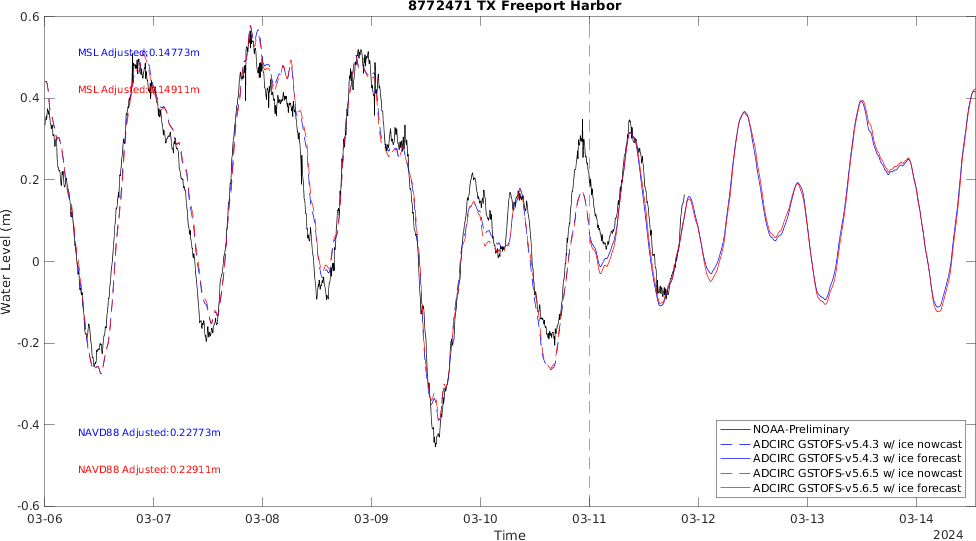 8772471 TX Freeport Harbor
0.6
0.4
0.2
0
-0.2
-0.4
-0.6
Water Level (m)
MSL Adjusted:0.14773m
MSL Adjusted:0.14911m
NAVD88 Adjusted:0.22773m
NAVD88 Adjusted:0.22911m
NOAA-Preliminary
ADCIRC GSTOFS-v5.4.3 w/ ice nowcast
ADCIRC GSTOFS-v5.4.3 w/ ice forecast
ADCIRC GSTOFS-v5.6.5 w/ ice nowcast
ADCIRC GSTOFS-v5.6.5 w/ ice forecast
03-06 03-07 03-08 03-09 03-10 03-11 03-12 03-13 03-14
Time
2024